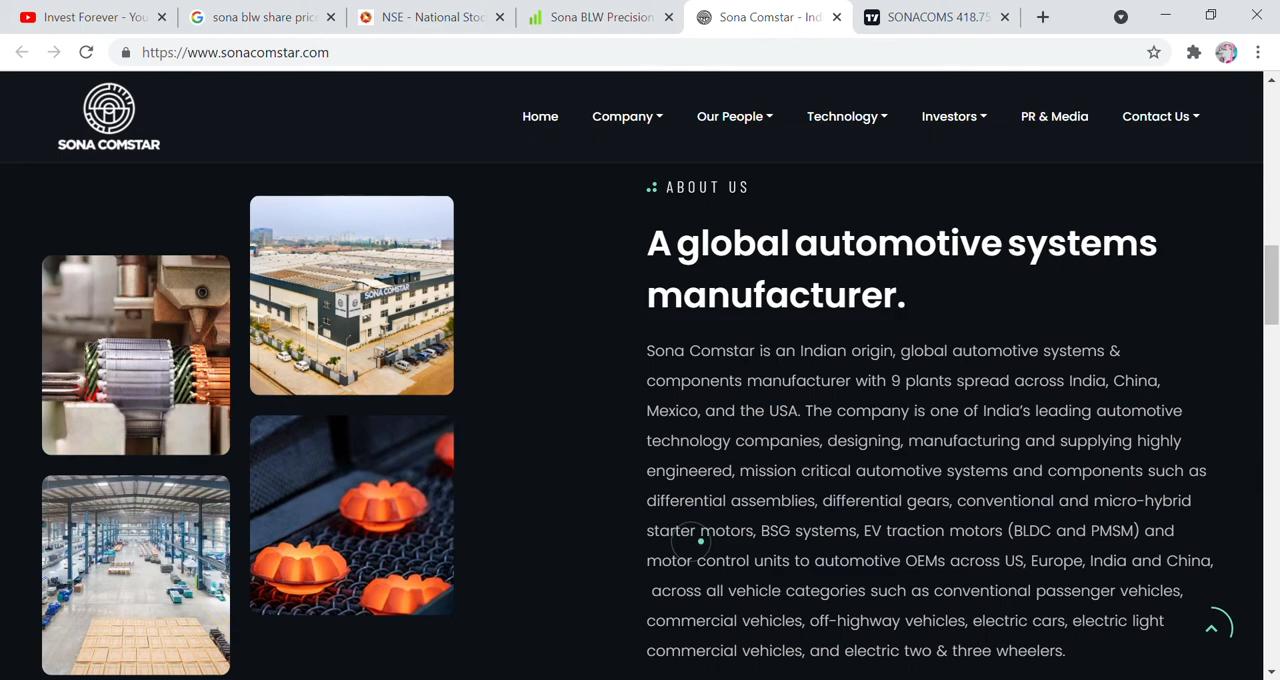 Invest Forever - You
sona blw share pric
NSE - National Stoc
Sona BLW Precision
Sona Comstar - Ind
SONACOMS 418.75
https://www.sonacomstar.com
SONA COMSTAR
Home
Company
Our People
Technology
Investors
PR & Media
Contact Us
ABOUT US
A global automotive systems
manufacturer.
Sona Comstar is an Indian origin, global automotive systems &
components manufacturer with 9 plants spread across India, China,
Mexico, and the USA. The company is one of India’s leading automotive
technology companies, designing, manufacturing and supplying highly
engineered, mission critical automotive systems and components such as
differential assemblies, differential gears, conventional and micro-hybrid
starter motors, BSG systems, EV traction motors (BLDC and PMSM) and
motor control units to automotive OEMs across US, Europe, India and China,
across all vehicle categories such as conventional passenger vehicles,
commercial vehicles, off-highway vehicles, electric cars, electric light
commercial vehicles, and electric two & three wheelers.
SONA COMSTAR